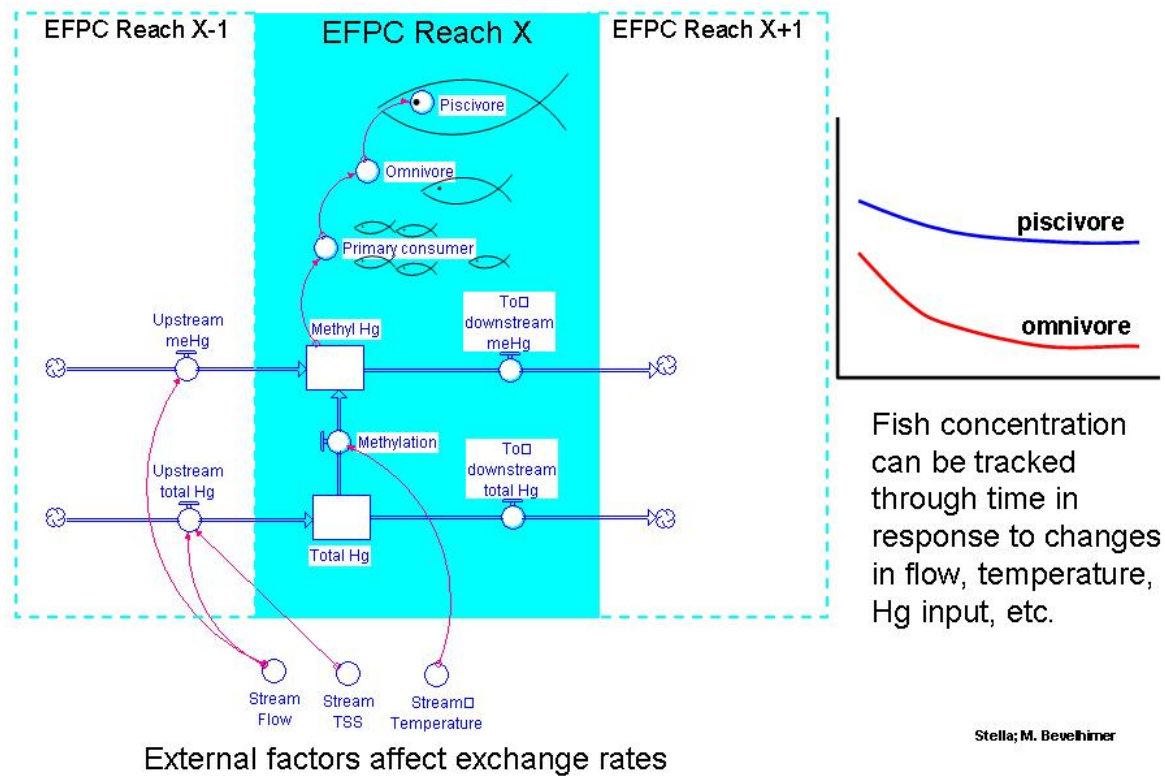 EFPC Reach X-1
EFPC Reach X
EFPC Reach X+1
Piscivore
Omnivore
Primary consumer
Upstream
meHg
Methyl Hg
To□
downstream
meHg
Methylation
Upstream
total Hg
Total Hg
To□
downstream
total Hg
Stream
Flow
Stream
TSS
Stream□
Temperature
External factors affect exchange rates
piscivore
omnivore
Fish concentration
can be tracked
through time in
response to changes
in flow, temperature,
Hg input, etc.
Stella; M. Bevelhimer